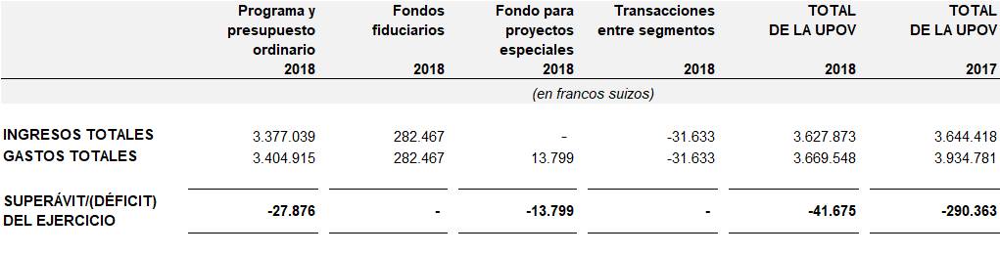 Programa y Fondos Fondo para Transacciones TOTAL TOTAL
presupuesto fiduciarios proyectos entre segmentos DE LA UPOV DE LA UPOV
ordinario especiales
2018 2018 2018 2018 2018 2017
(en francos suizos)
INGRESOS TOTALES 3.377.039 282.467 - -31.633 3.627.873 3.644.418
GASTOS TOTALES 3.404.915 282.467 13.799 -31.633 3.669.548 3.934.781
SUPERÁVIT/(DÉFICIT)
DEL EJERCICIO -27.876 - -13.799 - -41.675 -290.363